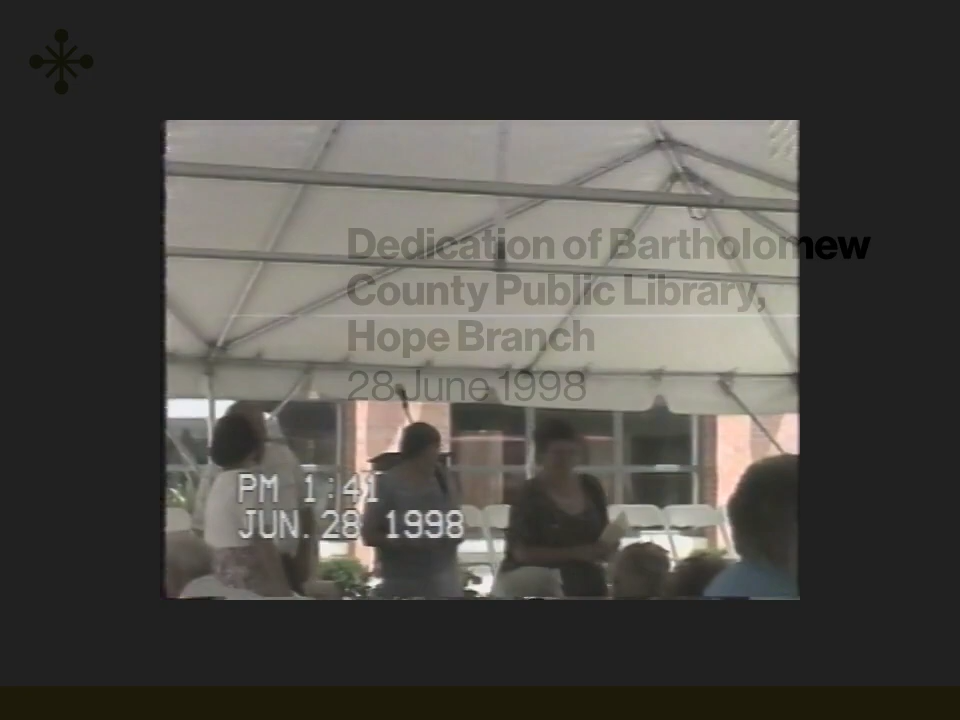 Dedication of Bartholomew
County Public Library,
Hope Branch
28 June 1998
PM 1:41
JUN. 28 1998